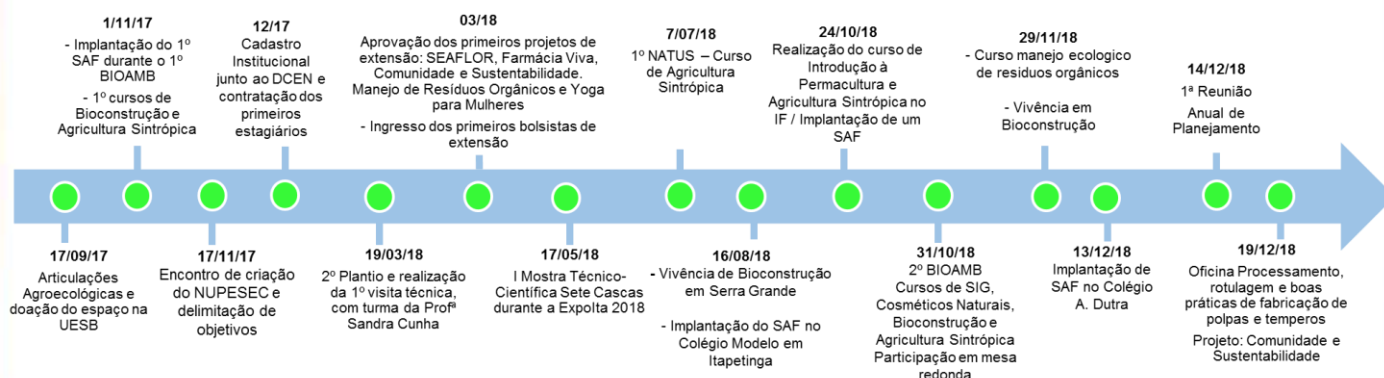 1/11/17
- Implantação do 1º
SAF durante o 1º
BIOAMB
- 1º cursos de
Bioconstrução e
Agricultura Sintrópica
12/17
Cadastro
Institucional
junto ao DCEN e
contratação dos
primeiros
estagiários
03/18
Aprovação dos primeiros projetos de
extensão: SEAFLOR, Farmácia Viva,
Comunidade e Sustentabilidade.
Manejo de Resíduos Orgânicos e Yoga
para Mulheres
- Ingresso dos primeiros bolsistas de
extensão
7/07/18
1º NATUS – Curso
de Agricultura
Sintrópica
24/10/18
Realização do curso de
Introdução à
Permacultura e
Agricultura Sintrópica no
IF / Implantação de um
SAF
29/11/18
- Curso manejo ecologico
de residuos orgânicos
- Vivência em
Bioconstrução
14/12/18
1ª Reunião
Anual de
Planejamento
17/09/17
Articulações
Agroecológicas e
doação do espaço na
UESB
17/11/17
Encontro de criação
do NUPESEC e
delimitação de
objetivos
19/03/18
2º Plantio e realização
da 1º visita técnica,
com turma da Profª
Sandra Cunha
17/05/18
I Mostra Técnico-
Científica Sete Cascas
durante a Expoíta 2018
16/08/18
- Vivência de Bioconstrução
em Serra Grande
- Implantação do SAF no
Colégio Modelo em
Itapetinga
31/10/18
2º BIOAMB
Cursos de SIG,
Cosméticos Naturais,
Bioconstrução e
Agricultura Sintrópica
Participação em mesa
redonda
13/12/18
Implantação de
SAF no Colégio
A. Dutra
19/12/18
Oficina Processamento,
rotulagem e boas
práticas de fabricação de
polpas e temperos
Projeto: Comunidade e
Sustentabilidade